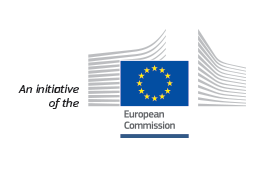 An initiative
of the
European
Commission